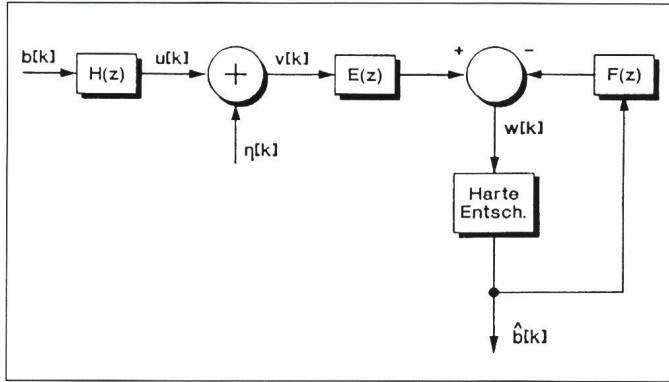 b[k]
H(z)
u[k]
+
v[k]
E(z)
+
−
F(z)
η[k]
w[k]
Harte
Entsch.
b̂[k]